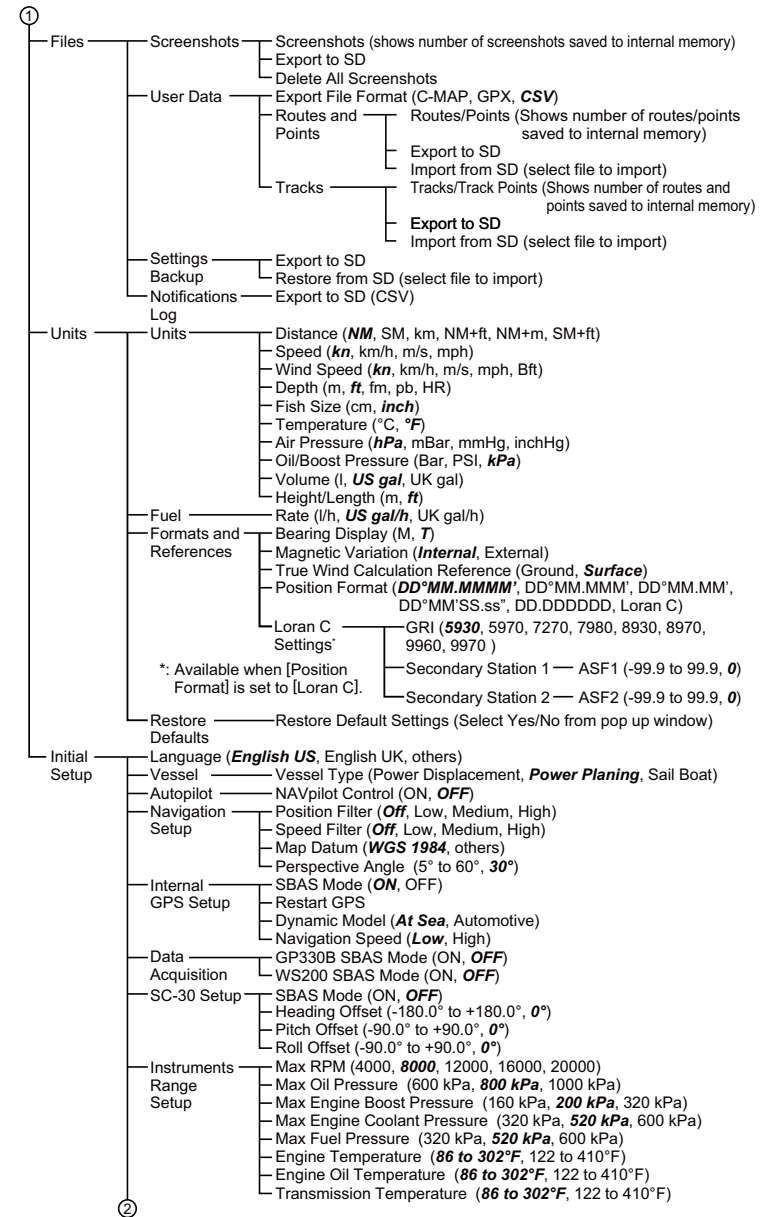 ①
Files Screenshots Screenshots (shows number of screenshots saved to internal memory)
Export to SD
Delete All Screenshots
User Data Export File Format (C-MAP, GPX, CSV)
Routes and Routes/Points (Shows number of routes/points
Points saved to internal memory)
Export to SD
Import from SD (select file to import)
Tracks Tracks/Track Points (Shows number of routes and
points saved to internal memory)
Export to SD
Import from SD (select file to import)
Settings Export to SD
Backup Restore from SD (select file to import)
Notifications Export to SD (CSV)
Log
Units Units Distance (NM, SM, km, NM+ft, NM+m, SM+ft)
Speed (kn, km/h, m/s, mph)
Wind Speed (kn, km/h, m/s, mph, Bft)
Depth (m, ft, fm, pb, HR)
Fish Size (cm, inch)
Temperature (°C, °F)
Air Pressure (hPa, mBar, mmHg, inchHg)
Oil/Boost Pressure (Bar, PSI, kPa)
Volume (l, US gal, UK gal)
Height/Length (m, ft)
Fuel Rate (l/h, US gal/h, UK gal/h)
Formats and Bearing Display (M, T)
References Magnetic Variation (Internal, External)
True Wind Calculation Reference (Ground, Surface)
Position Format (DD°MM.MMMM’, DD°MM.MMM’, DD°MM.MM’,
DD°MM’SS.ss”, DD.DDDDDD, Loran C)
Loran C GRI (5930, 5970, 7270, 7980, 8930, 8970,
Settings* 9960, 9970 )
*: Available when [Position Secondary Station 1 ASF1 (-99.9 to 99.9, 0)
Format] is set to [Loran C].
Secondary Station 2 ASF2 (-99.9 to 99.9, 0)
Restore Restore Default Settings (Select Yes/No from pop up window)
Defaults
Initial Language (English US, English UK, others)
Setup Vessel Vessel Type (Power Displacement, Power Planing, Sail Boat)
Autopilot NAVpilot Control (ON, OFF)
Navigation Position Filter (Off, Low, Medium, High)
Setup Speed Filter (Off, Low, Medium, High)
Map Datum (WGS 1984, others)
Perspective Angle (5° to 60°, 30°)
Internal SBAS Mode (ON, OFF)
GPS Setup Restart GPS
Dynamic Model (At Sea, Automotive)
Navigation Speed (Low, High)
Data GP330B SBAS Mode (ON, OFF)
Acquisition WS200 SBAS Mode (ON, OFF)
SC-30 Setup SBAS Mode (ON, OFF)
Heading Offset (-180.0° to +180.0°, 0°)
Pitch Offset (-90.0° to +90.0°, 0°)
Roll Offset (-90.0° to +90.0°, 0°)
Instruments Max RPM (4000, 8000, 12000, 16000, 20000)
Range Max Oil Pressure (600 kPa, 800 kPa, 1000 kPa)
Setup Max Engine Boost Pressure (160 kPa, 200 kPa, 320 kPa)
Max Engine Coolant Pressure (320 kPa, 520 kPa, 600 kPa)
Max Fuel Pressure (320 kPa, 520 kPa, 600 kPa)
Engine Temperature (86 to 302°F, 122 to 410°F)
Engine Oil Temperature (86 to 302°F, 122 to 410°F)
Transmission Temperature (86 to 302°F, 122 to 410°F)
②